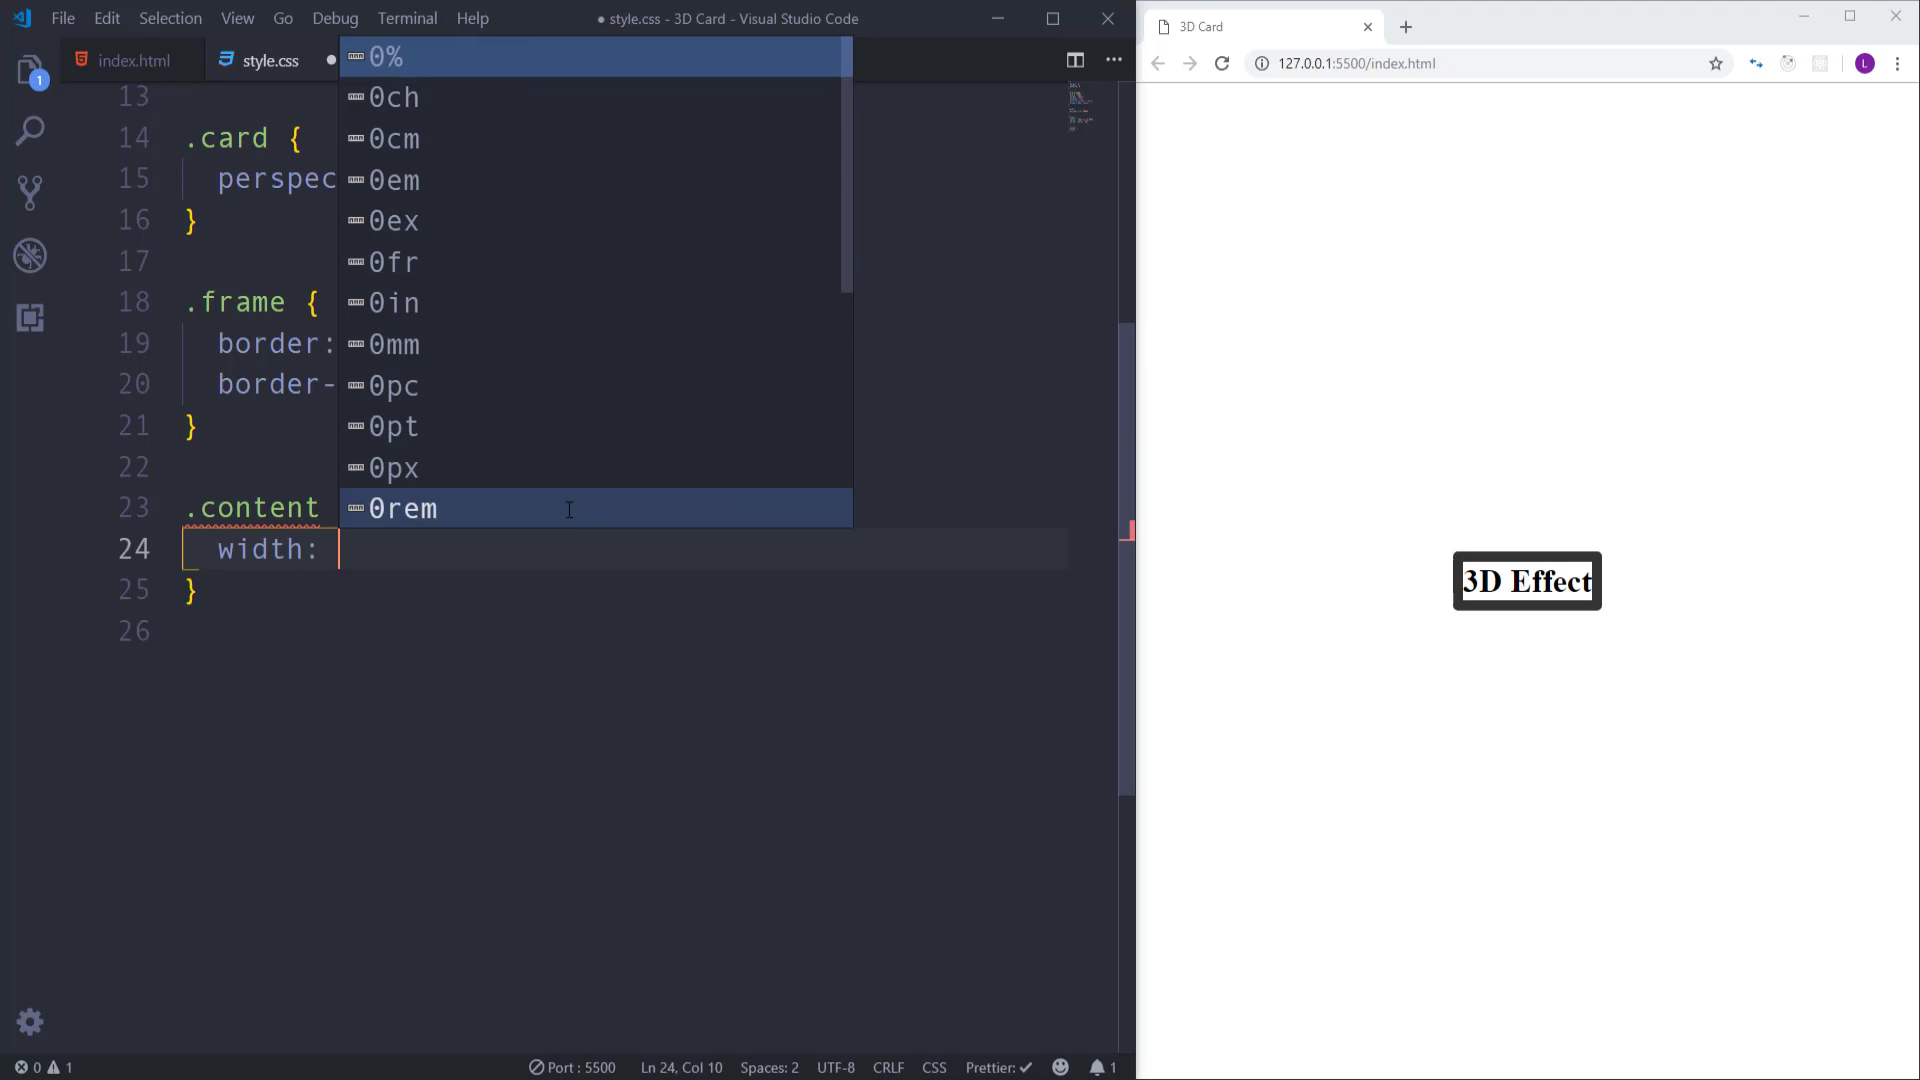 File Edit Selection View Go Debug Terminal Help
● style.css - 3D Card - Visual Studio Code
1
index.html
style.css ●
0%
0ch
0cm
0em
0ex
0fr
0in
0mm
0pc
0pt
0px
0rem
13
14 .card {
15 perspec
16 }
17
18 .frame {
19 border:
20 border-
21 }
22
23 .content
24 width:
25 }
26
0 1
Port : 5500 Ln 24, Col 10 Spaces: 2 UTF-8 CRLF CSS Prettier: ✓ 1
3D Card
127.0.0.1:5500/index.html
L
3D Effect